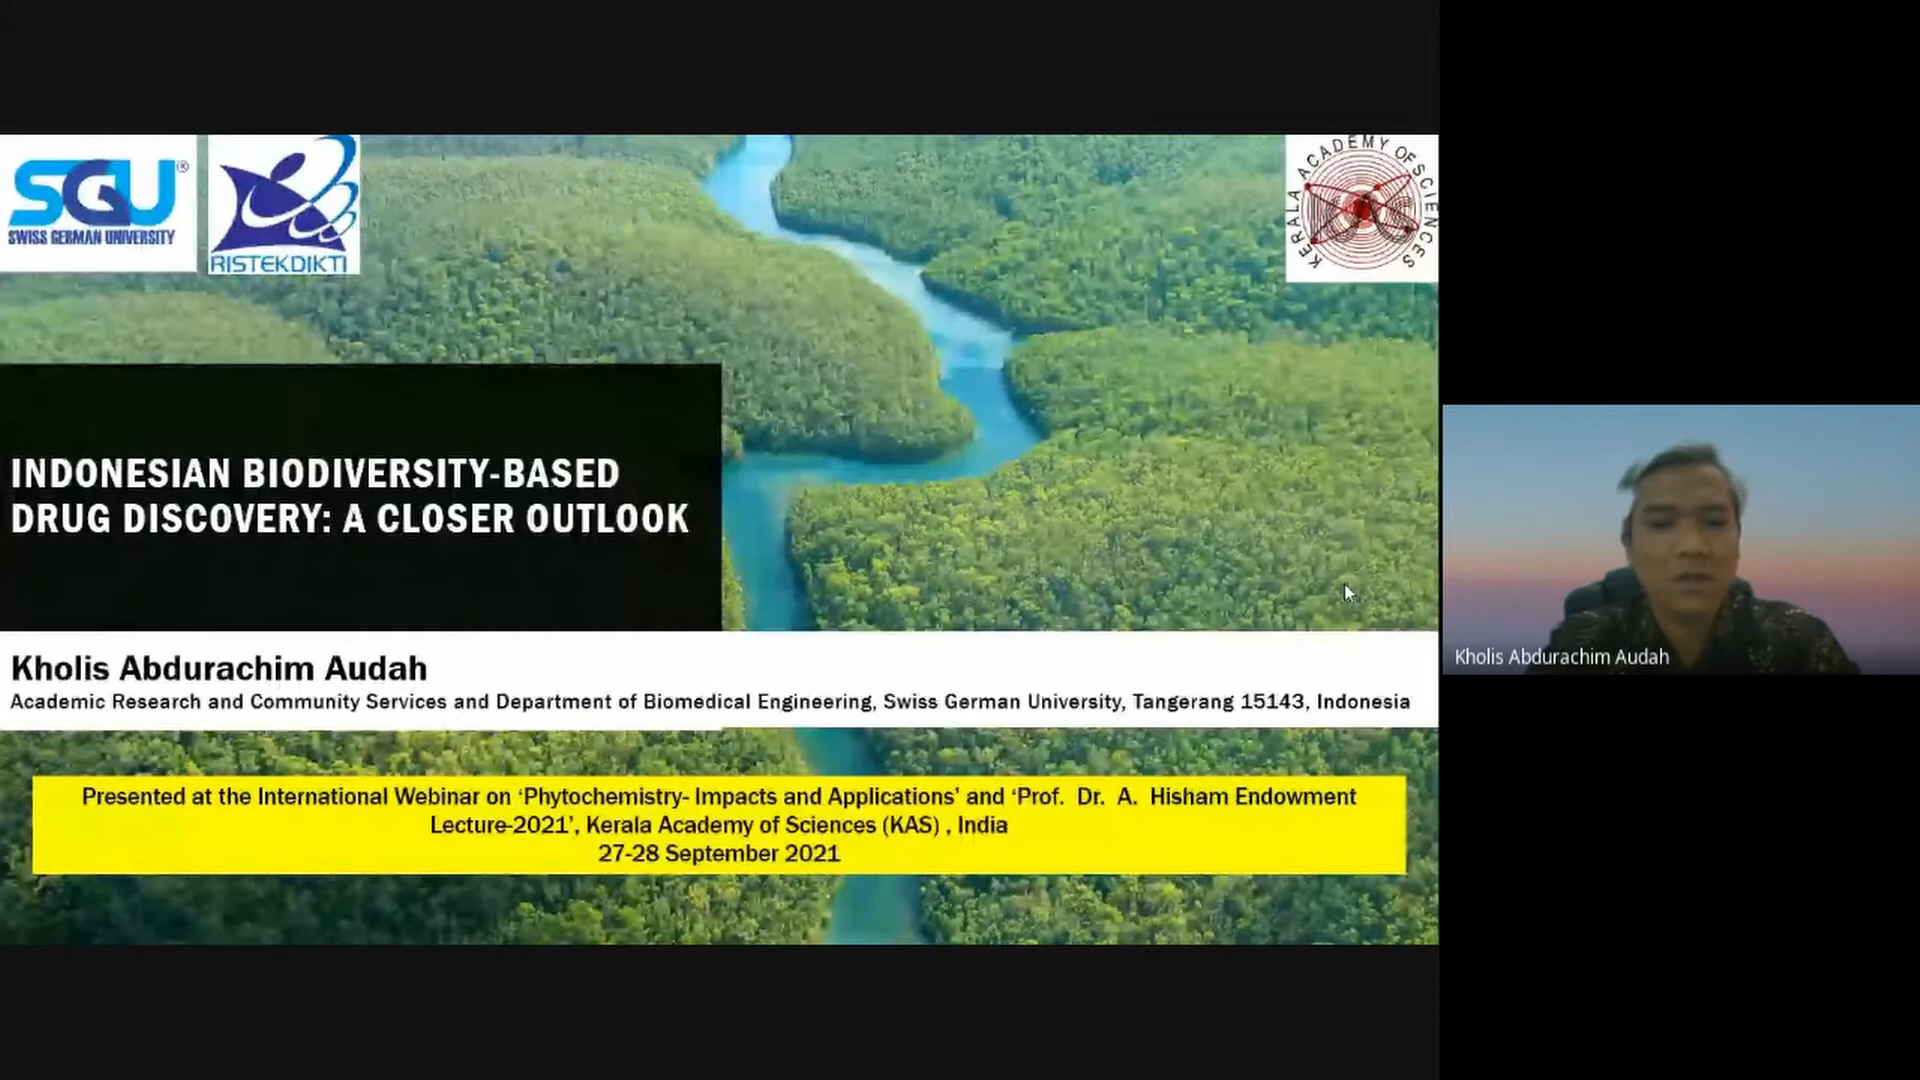 SGU®
SWISS GERMAN UNIVERSITY
RISTEKDIKTI
KERALA ACADEMY OF SCIENCES
INDONESIAN BIODIVERSITY-BASED
DRUG DISCOVERY: A CLOSER OUTLOOK
Kholis Abdurachim Audah
Academic Research and Community Services and Department of Biomedical Engineering, Swiss German University, Tangerang 15143, Indonesia
Presented at the International Webinar on ‘Phytochemistry- Impacts and Applications’ and ‘Prof. Dr. A. Hisham Endowment
Lecture-2021’, Kerala Academy of Sciences (KAS) , India
27-28 September 2021
Kholis Abdurachim Audah